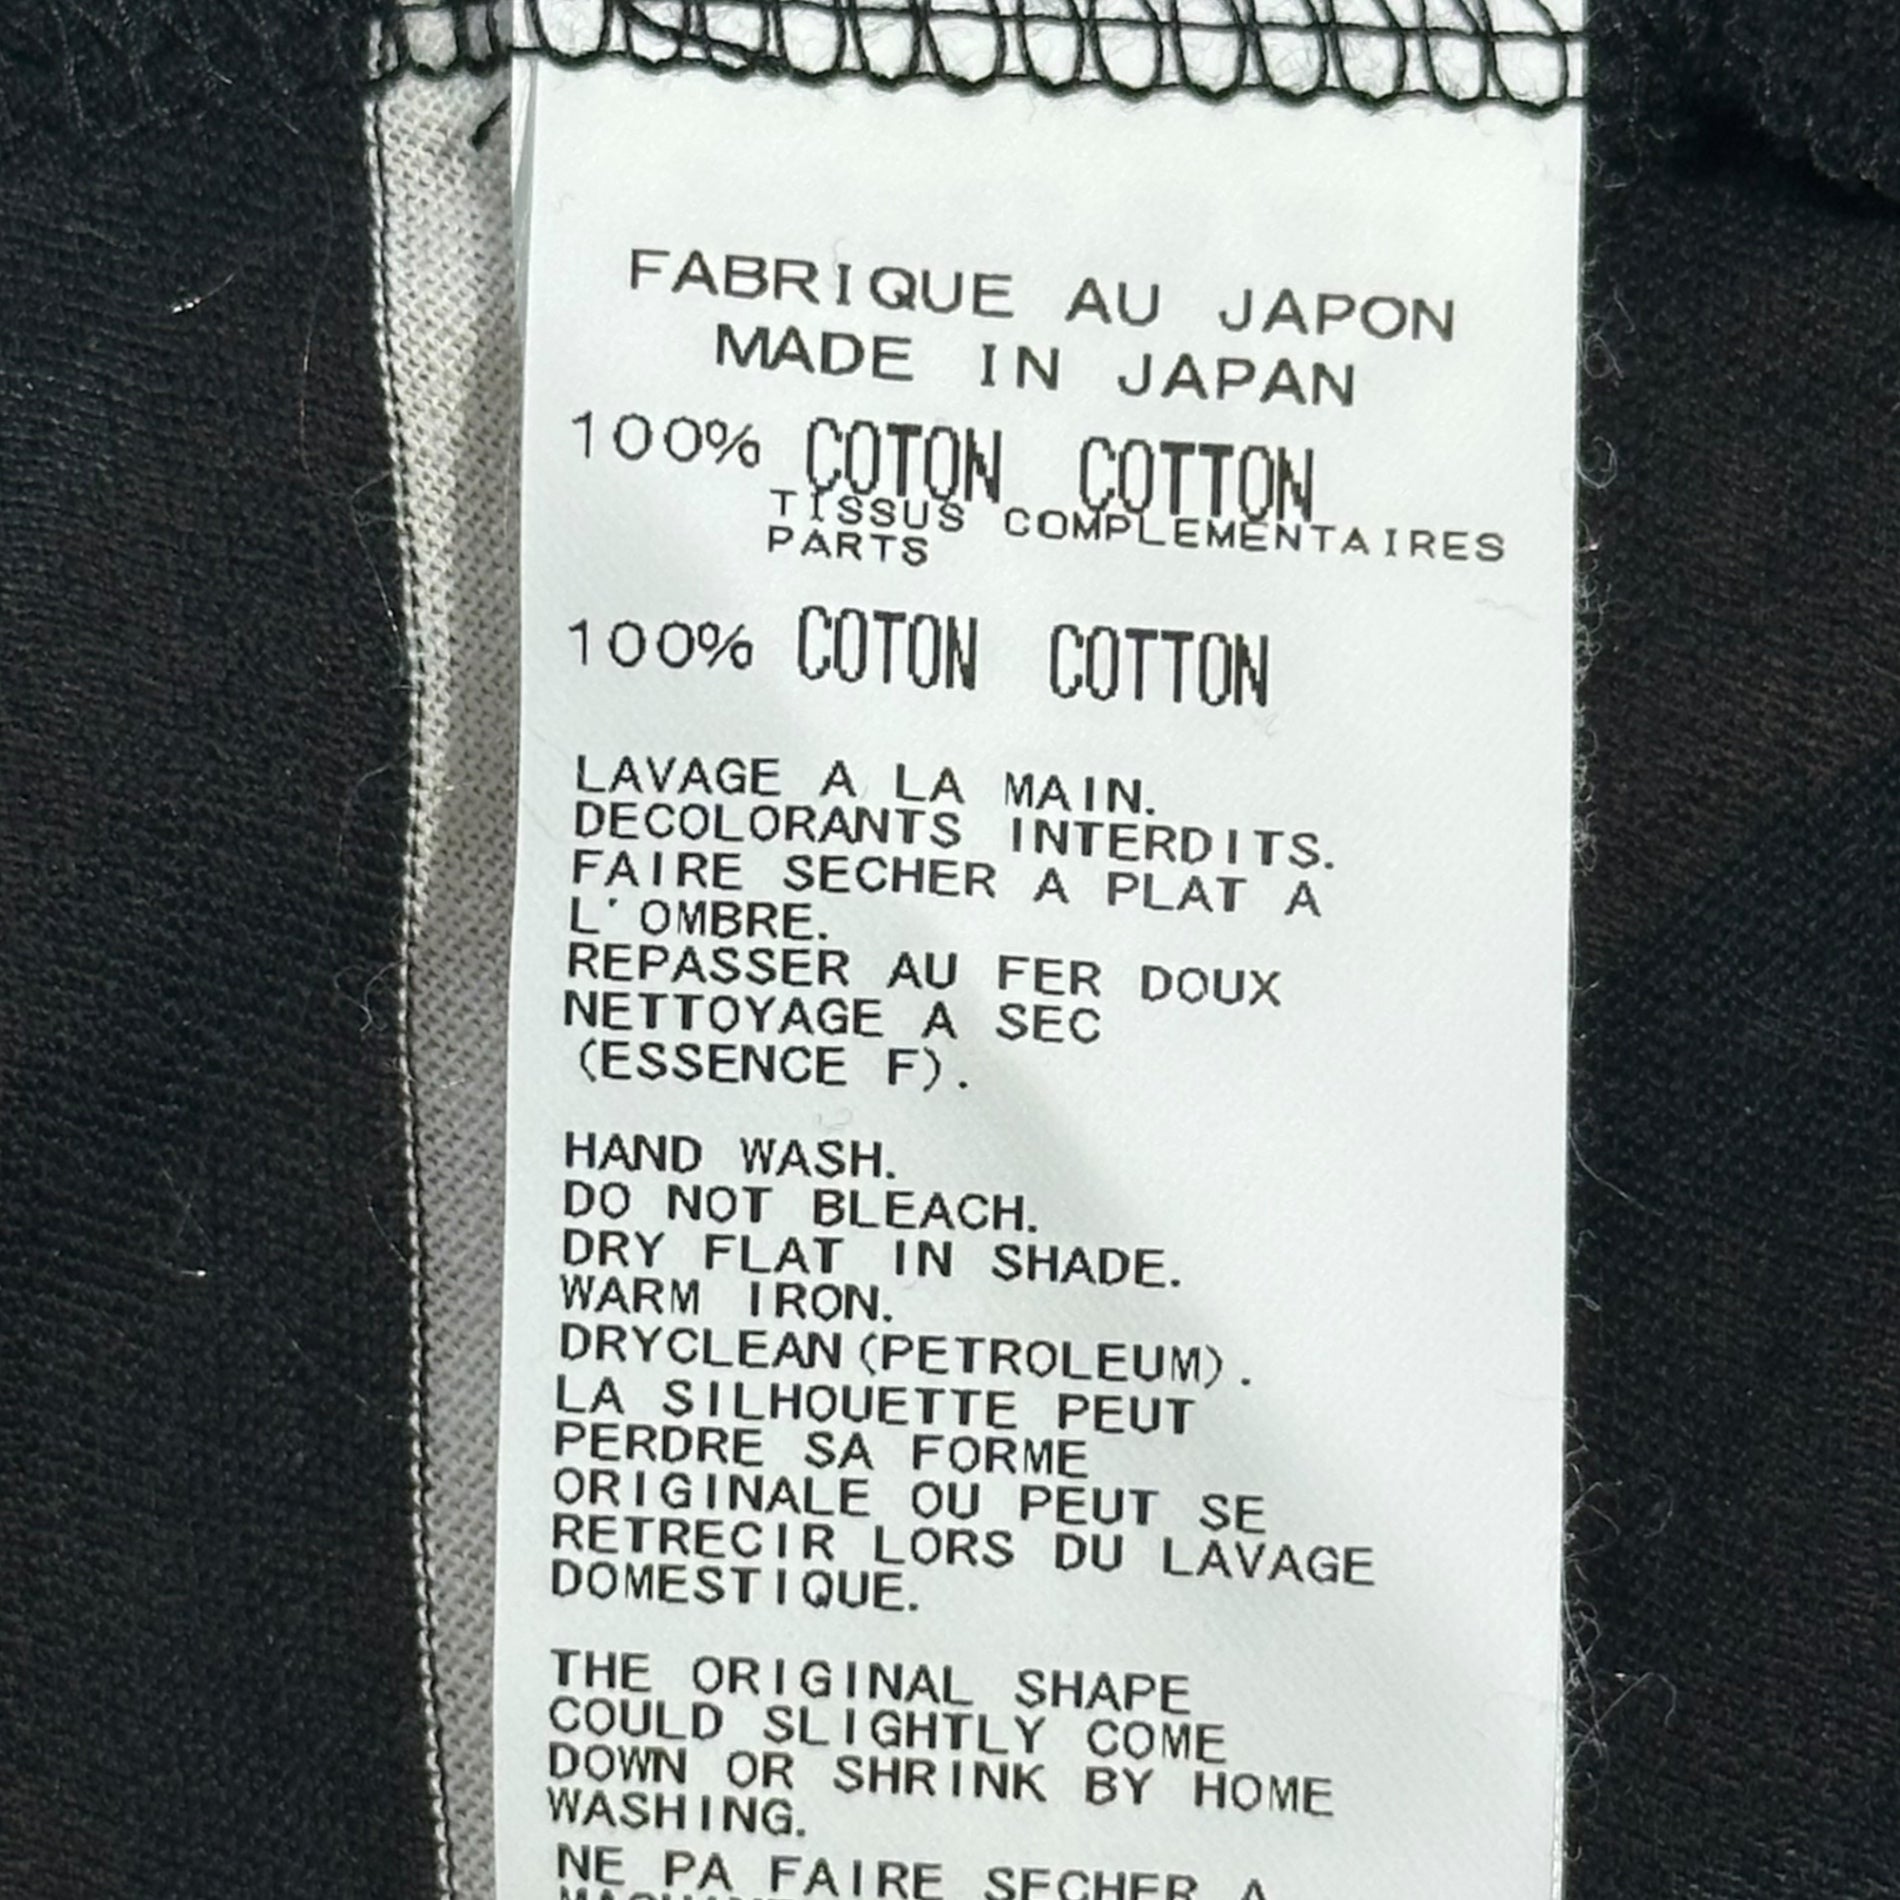 FABRIQUE AU JAPON
MADE IN JAPAN
100% COTON COTTON
TISSUS COMPLEMENTAIRES
PARTS
100% COTON COTTON
LAVAGE A LA MAIN.
DECOLORANTS INTERDITS.
FAIRE SECHER A PLAT A
L'OMBRE.
REPASSER AU FER DOUX
NETTOYAGE A SEC
(ESSENCE F).
HAND WASH.
DO NOT BLEACH.
DRY FLAT IN SHADE.
WARM IRON.
DRYCLEAN(PETROLEUM).
LA SILHOUETTE PEUT
PERDRE SA FORME
ORIGINALE OU PEUT SE
RETRECIR LORS DU LAVAGE
DOMESTIQUE.
THE ORIGINAL SHAPE
COULD SLIGHTLY COME
DOWN OR SHRINK BY HOME
WASHING.
NE PA FAIRE SECHER A